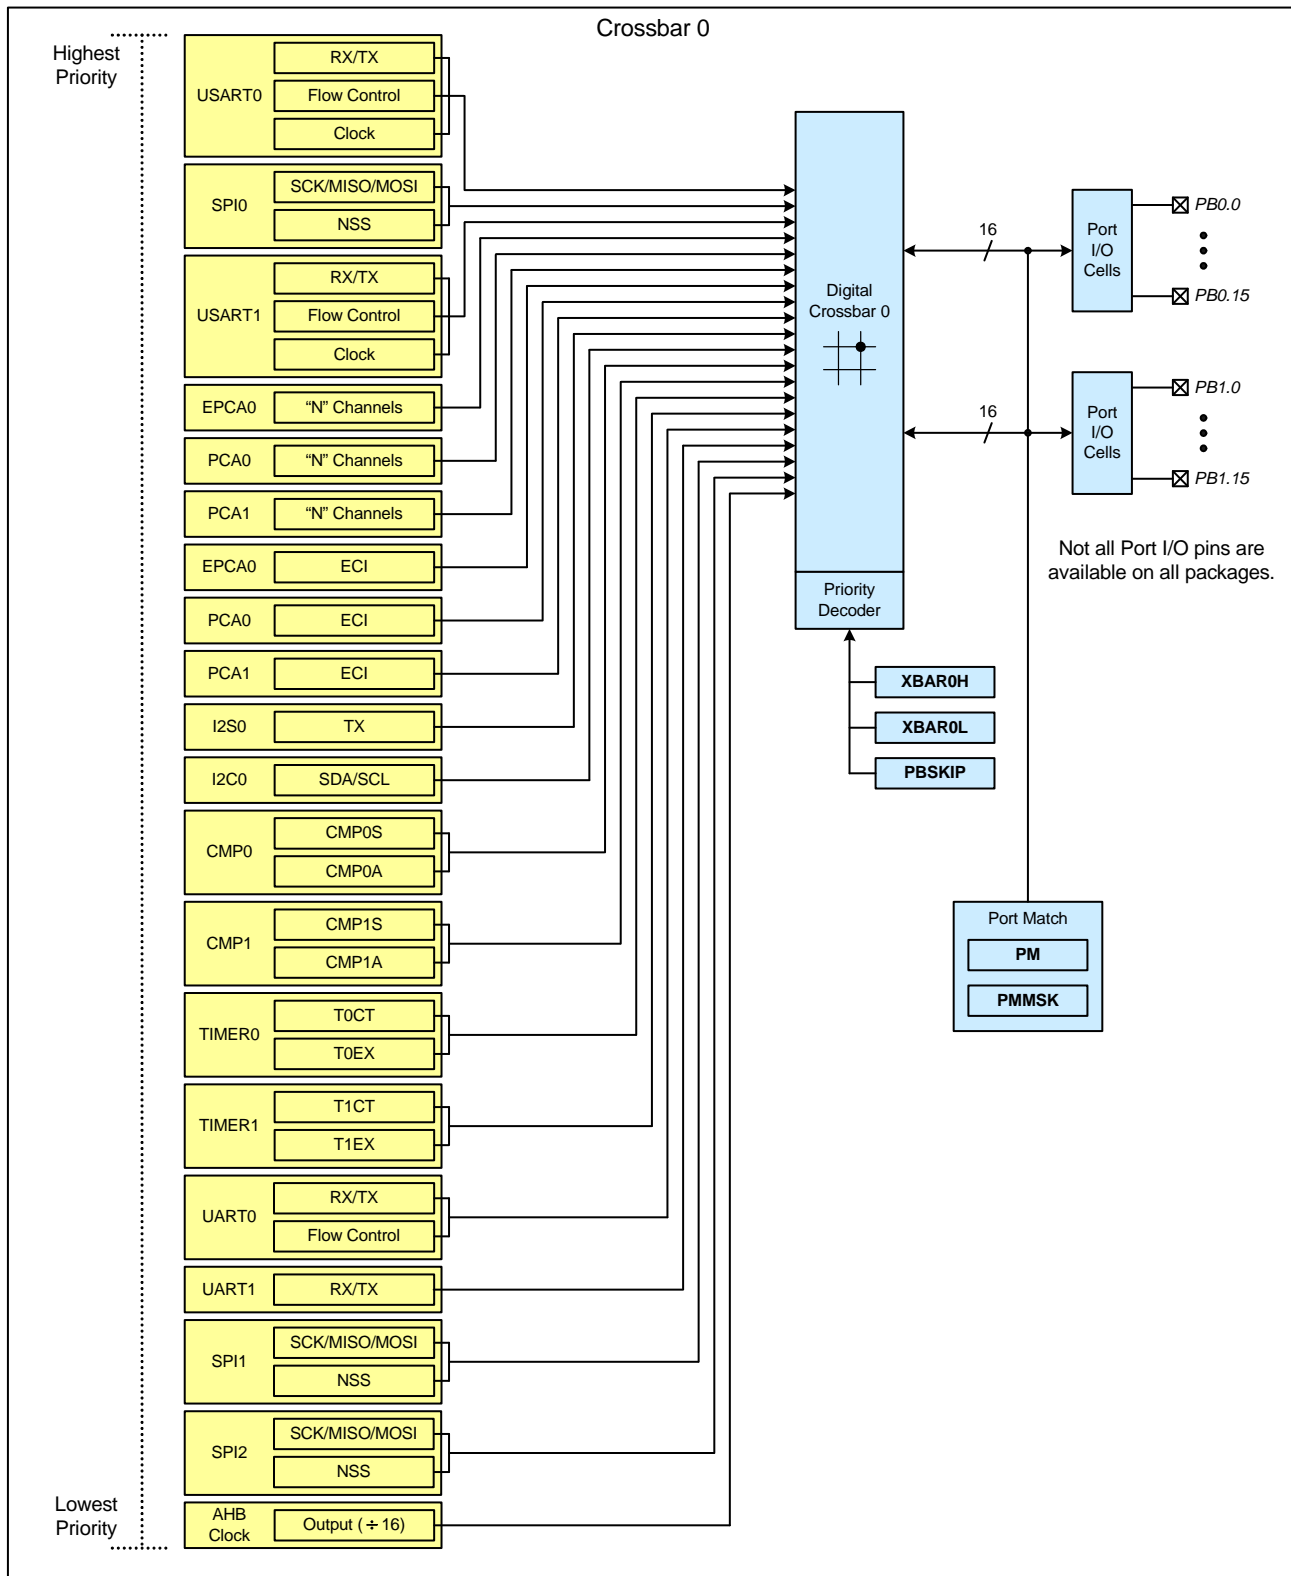 Crossbar 0
Highest
Priority
USART0
RX/TX
Flow Control
Clock
SPI0
SCK/MISO/MOSI
NSS
USART1
RX/TX
Flow Control
Clock
EPCA0
“N” Channels
PCA0
“N” Channels
PCA1
“N” Channels
EPCA0
ECI
PCA0
ECI
PCA1
ECI
I2S0
TX
I2C0
SDA/SCL
CMP0
CMP0S
CMP0A
CMP1
CMP1S
CMP1A
TIMER0
T0CT
T0EX
TIMER1
T1CT
T1EX
UART0
RX/TX
Flow Control
UART1
RX/TX
SPI1
SCK/MISO/MOSI
NSS
SPI2
SCK/MISO/MOSI
NSS
AHB
Clock
Output (÷16)
Lowest
Priority
Digital
Crossbar 0
Priority
Decoder
XBAR0H
XBAR0L
PBSKIP
16
Port
I/O
Cells
PB0.0
PB0.15
16
Port
I/O
Cells
PB1.0
PB1.15
Not all Port I/O pins are
available on all packages.
Port Match
PM
PMMSK